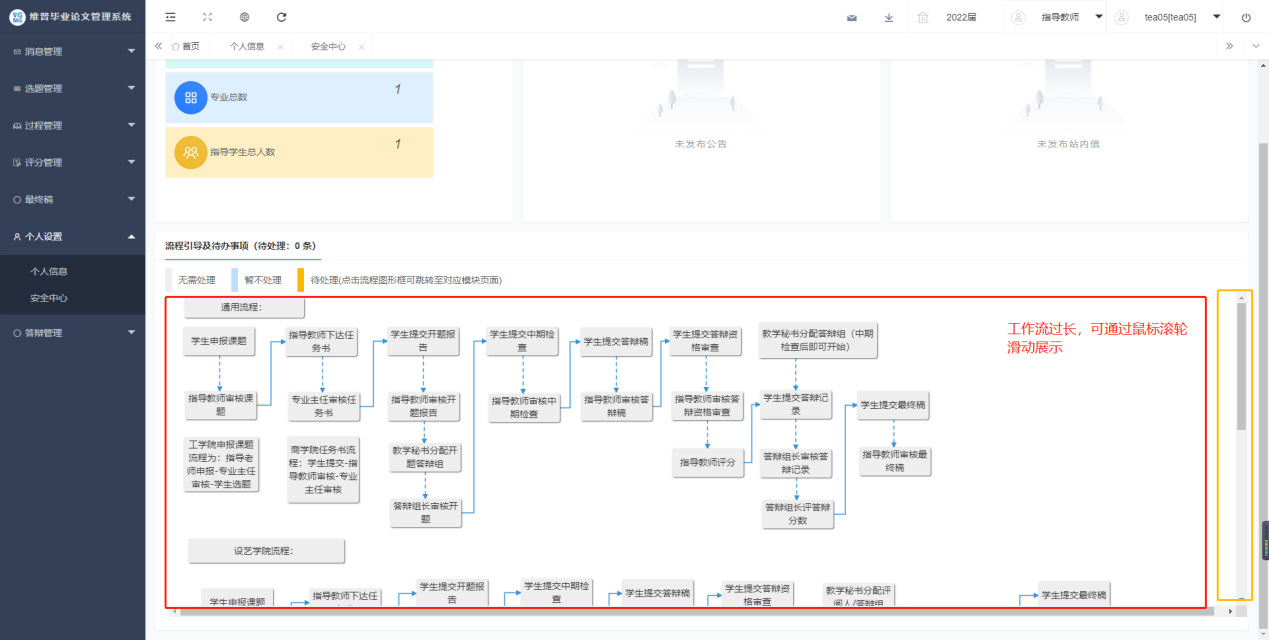 维普毕业论文管理系统
2022届
指导教师
tea05[tea05]
首页
个人信息
安全中心
消息管理
选题管理
过程管理
评分管理
最终稿
个人设置
个人信息
安全中心
答辩管理
专业总数
1
指导学生总人数
1
未发布公告
未发布站内信
流程引导及待办事项（待处理：0 条）
无需处理
暂不处理
待处理(点击流程图形框可跳转至对应模块页面)
工作流过长，可通过鼠标滚轮
滑动展示
通用流程：
学生申报课题
指导教师审核课
题
工学院申报课题
流程为：指导老
师申报-专业主任
审核-学生选题
指导教师下达任
务书
专业主任审核任
务书
商学院任务书流
程：学生提交-指
导教师审核-专业
主任审核
学生提交开题报
告
指导教师审核开
题报告
教学秘书分配开
题答辩组
答辩组长审核开
题
学生提交中期检
查
指导教师审核中
期检查
学生提交答辩稿
指导教师审核答
辩稿
学生提交答辩资
格审查
指导教师审核答
辩资格审查
指导教师评分
教学秘书分配答辩组（中期
检查后即可开始）
学生提交答辩记
录
答辩组长审核答
辩记录
答辩组长评答辩
分数
学生提交最终稿
指导教师审核最
终稿
设艺学院流程：
学生申报课题
指导教师下达任
学生提交开题报
告
学生提交中期检
查
学生提交答辩稿
学生提交答辩资
格审查
教学秘书分配评
阅人/答辩组
学生提交最终稿